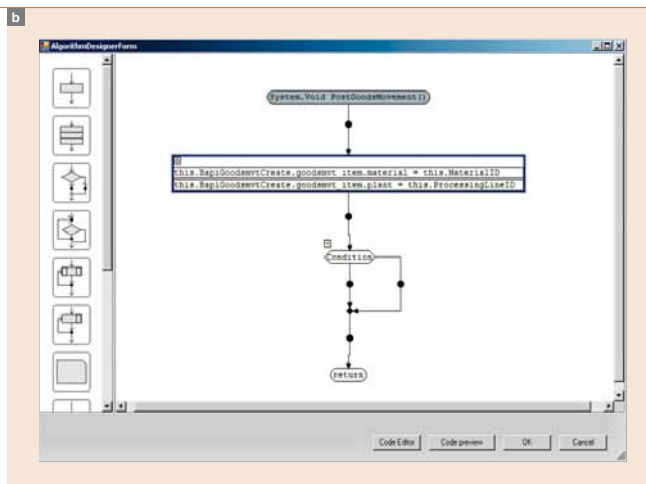 b
AlgorithmDesignerForm
System.Void PostGoodsMovement()
this.BapiGoodsmvtCreate.goodsmvt_item.material = this.MaterialID
this.BapiGoodsmvtCreate.goodsmvt_item.plant = this.ProcessingLineID
Condition
return
Code Editor Code preview OK Cancel